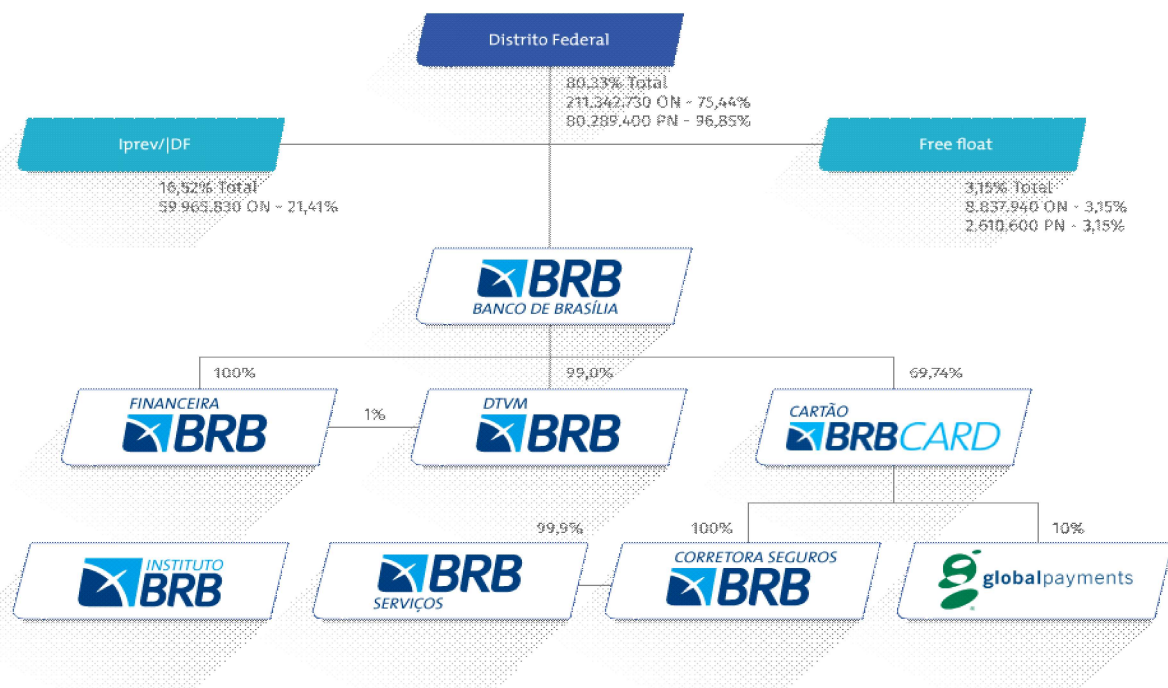 Distrito Federal
80,33% Total
211.342.730 ON - 75,44%
80.289.400 PN - 96,85%
Iprev/|DF
16,52% Total
59.965.830 ON - 21,41%
Free float
3,15% Total
8.837.940 ON - 3,15%
2.610.600 PN - 3,15%
BRB
BANCO DE BRASÍLIA
100%
99,0%
69,74%
FINANCEIRA
BRB
1%
DTVM
BRB
CARTÃO
BRBCARD
99,9%
100%
10%
INSTITUTO
BRB
BRB
SERVIÇOS
CORRETORA SEGUROS
BRB
globalpayments